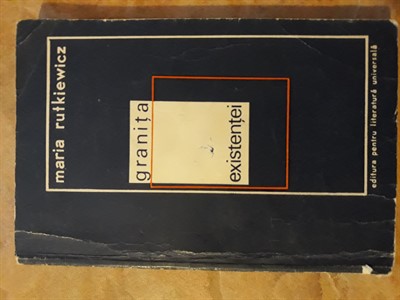 maria rutkiewicz
granița
existenței
editura pentru literatură universală